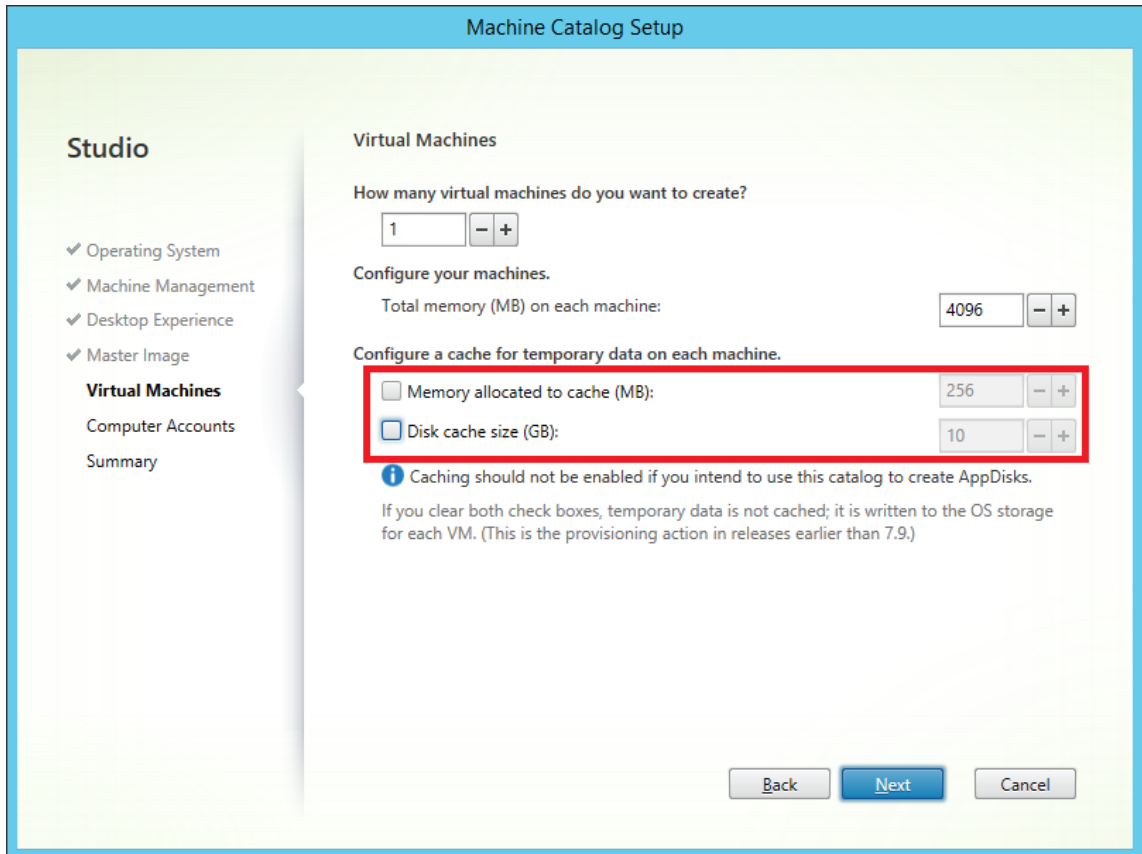 Machine Catalog Setup
Studio
Operating System
Machine Management
Desktop Experience
Master Image
Virtual Machines
Computer Accounts
Summary
Virtual Machines
How many virtual machines do you want to create?
1
Configure your machines.
Total memory (MB) on each machine:
4096
Configure a cache for temporary data on each machine.
Memory allocated to cache (MB):
256
Disk cache size (GB):
10
Caching should not be enabled if you intend to use this catalog to create AppDisks.
If you clear both check boxes, temporary data is not cached; it is written to the OS storage
for each VM. (This is the provisioning action in releases earlier than 7.9.)
Back
Next
Cancel